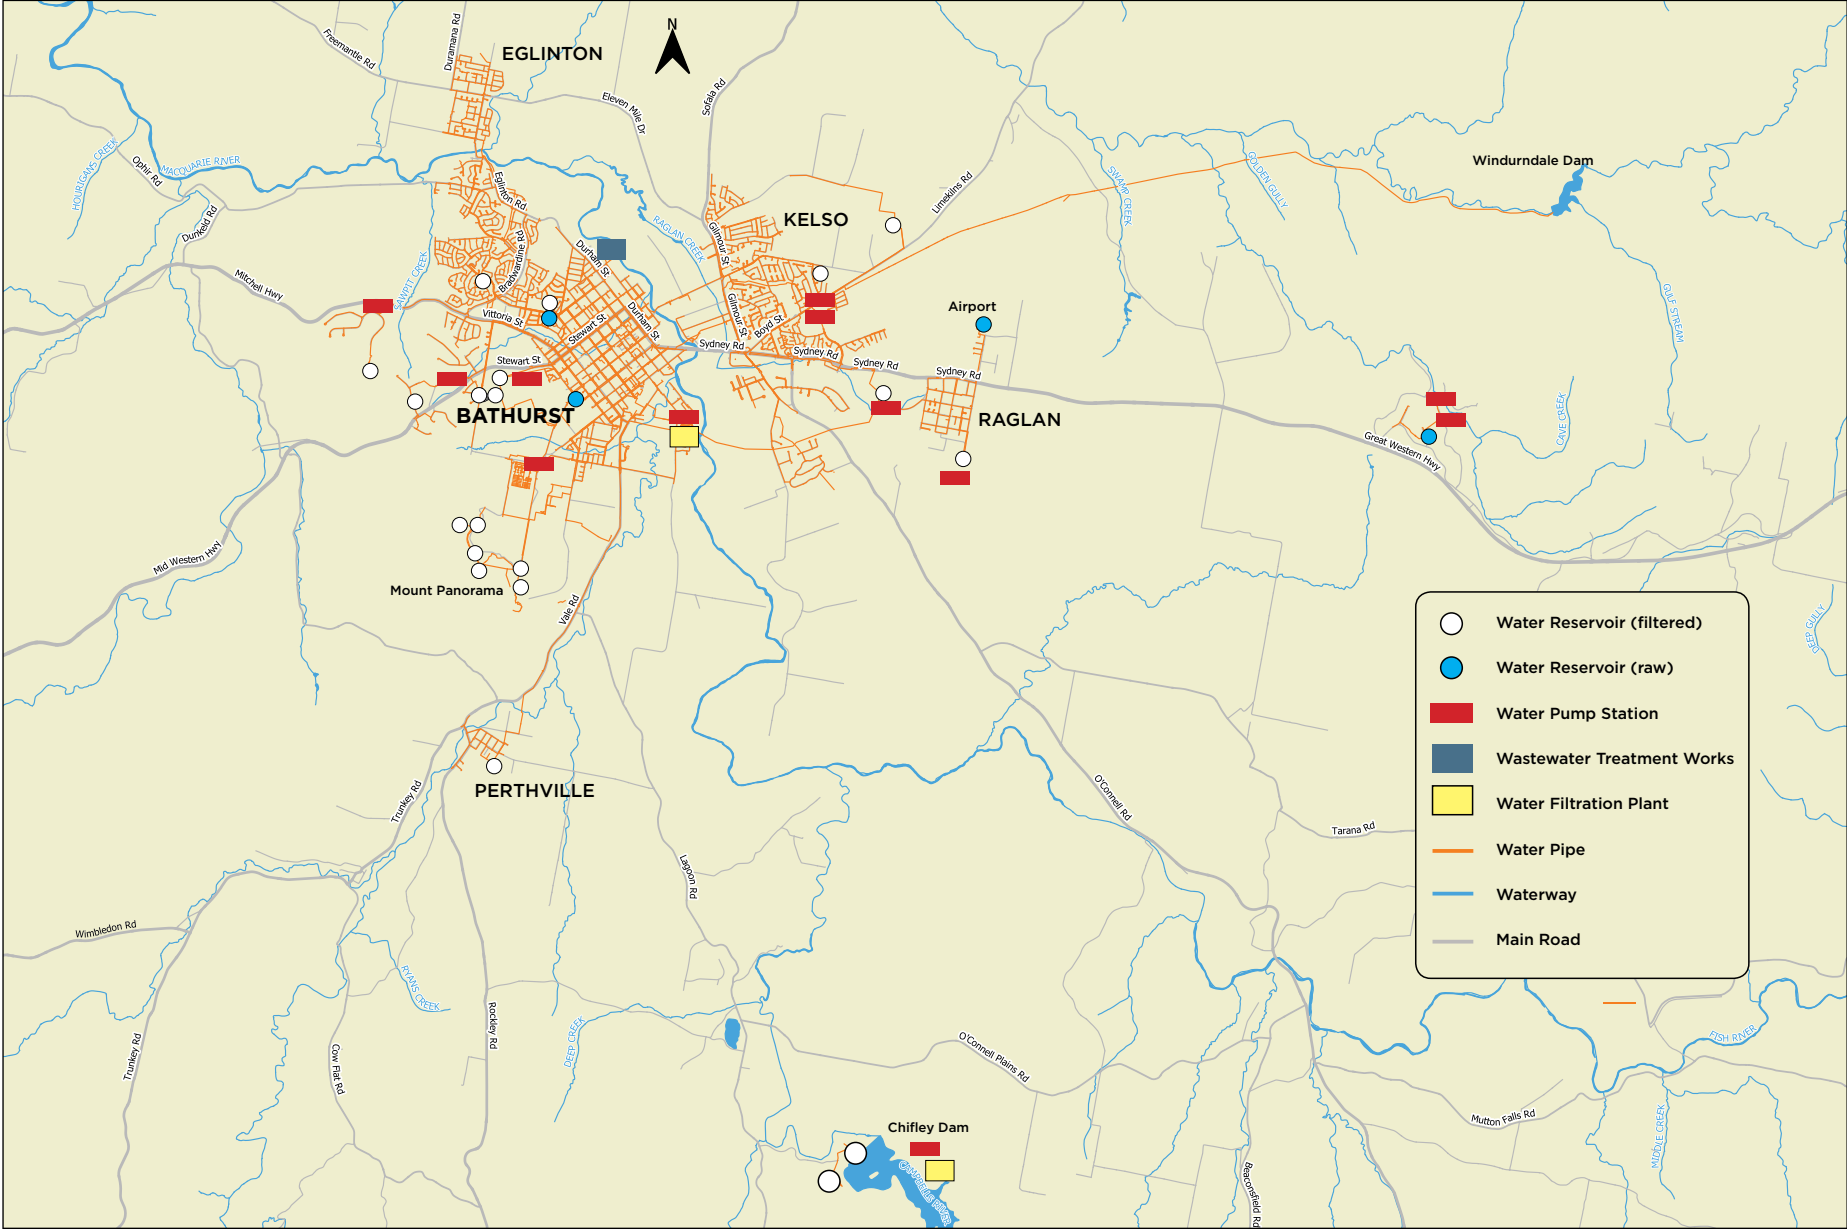 N
EGLINTON
Duramana Rd
Freemantle Rd
Eleven Mile Dr
Sofala Rd
HOURIGANS CREEK
Ophir Rd
MACQUARIE RIVER
Dunkeld Rd
Eglinton Rd
Windurndale Dam
GOLDEN GULLY
SWAMP CREEK
Limekilns Rd
KELSO
RAGLAN CREEK
Gilmour St
Durham St
Bradwardine Rd
SAWPIT CREEK
Mitchell Hwy
Vittoria St
Stewart St
Durham St
Gilmour St
Boyd St
Airport
GULF STREAM
Sydney Rd
Sydney Rd
Sydney Rd
Sydney Rd
Stewart St
BATHURST
RAGLAN
CAVE CREEK
Great Western Hwy
Mid Western Hwy
Mount Panorama
Vale Rd
DEEP GULLY
Water Reservoir (filtered)
Water Reservoir (raw)
Water Pump Station
Wastewater Treatment Works
Water Filtration Plant
Water Pipe
Waterway
Main Road
PERTHVILLE
Trunkey Rd
O'Connell Rd
Tarana Rd
Lagoon Rd
Wimbledon Rd
RYANS CREEK
Rockley Rd
DEEP CREEK
Trunkey Rd
Cow Flat Rd
O'Connell Plains Rd
FISH RIVER
Mutton Falls Rd
MIDDLE CREEK
Chifley Dam
CAMPBELLS RIVER
Beaconsfield Rd